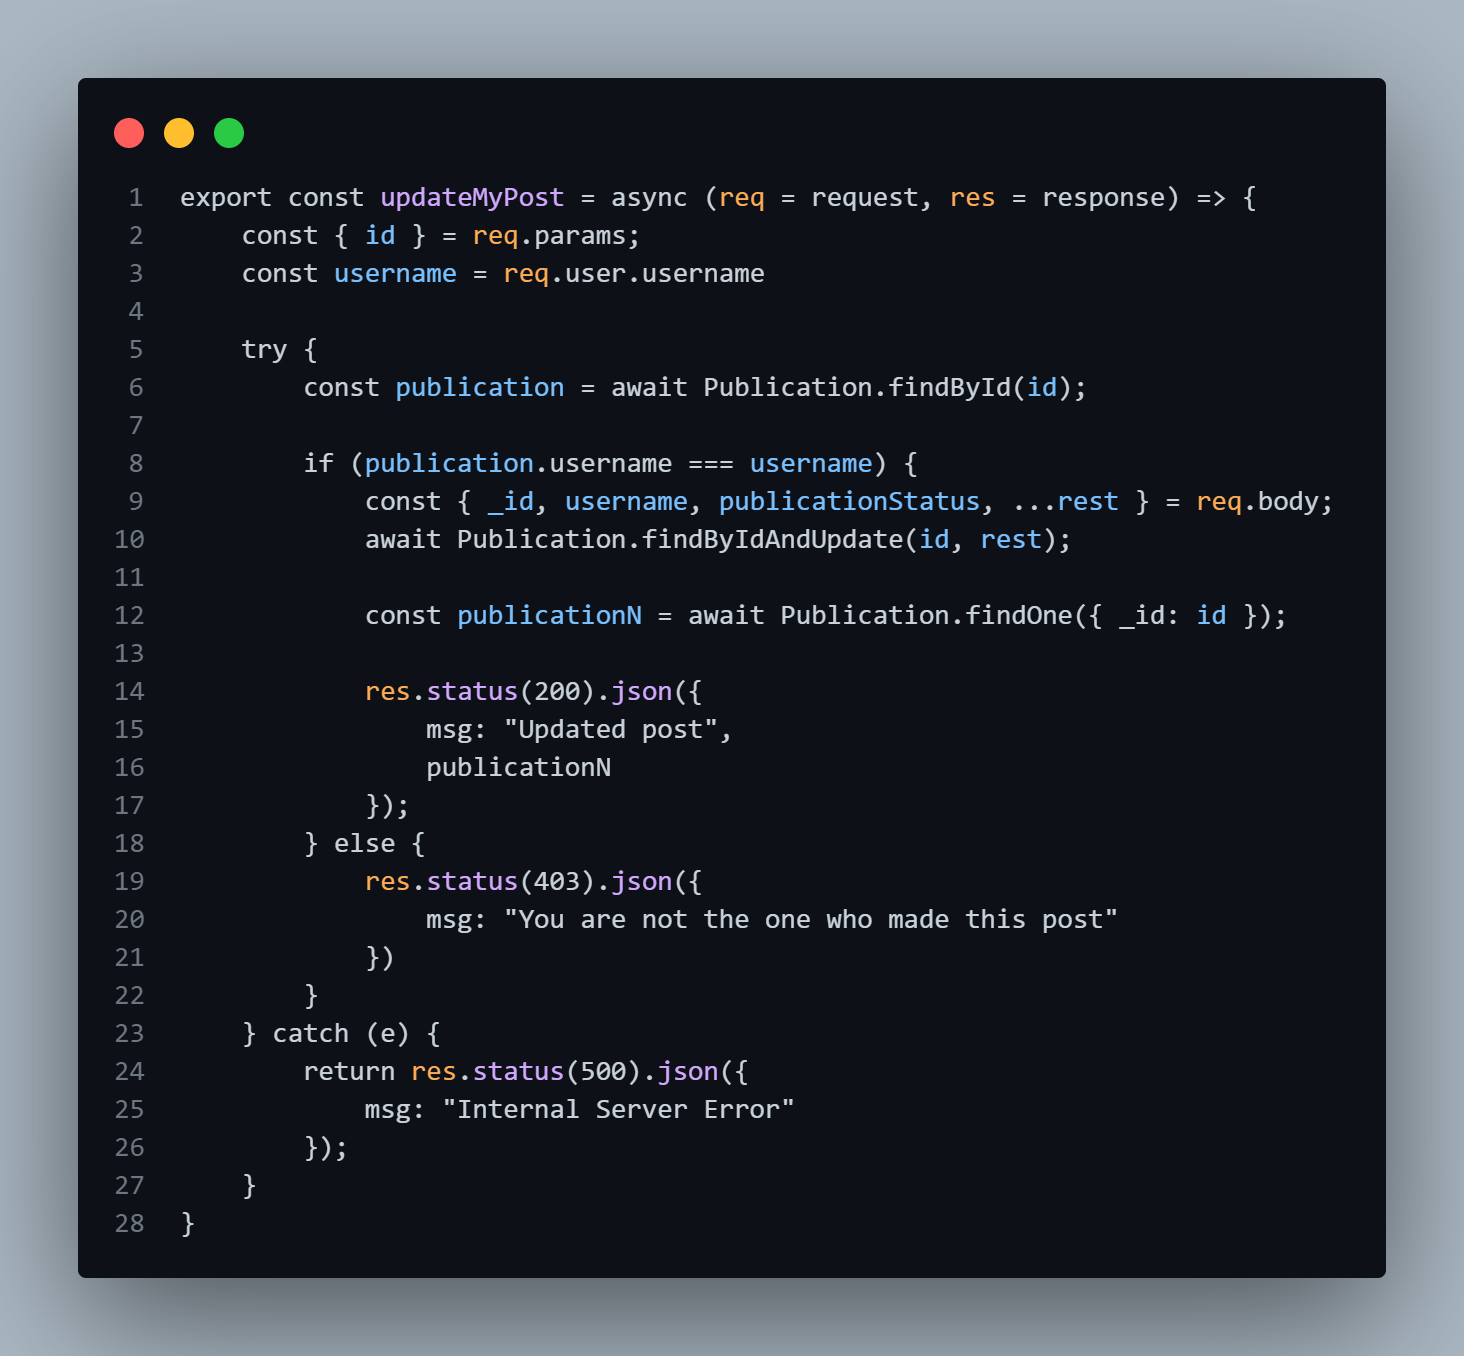 1 export const updateMyPost = async (req = request, res = response) => {
2     const { id } = req.params;
3     const username = req.user.username
4
5     try {
6         const publication = await Publication.findById(id);
7
8         if (publication.username === username) {
9             const { _id, username, publicationStatus, ...rest } = req.body;
10             await Publication.findByIdAndUpdate(id, rest);
11
12             const publicationN = await Publication.findOne({ _id: id });
13
14             res.status(200).json({
15                 msg: "Updated post",
16                 publicationN
17             });
18         } else {
19             res.status(403).json({
20                 msg: "You are not the one who made this post"
21             })
22         }
23     } catch (e) {
24         return res.status(500).json({
25             msg: "Internal Server Error"
26         });
27     }
28 }